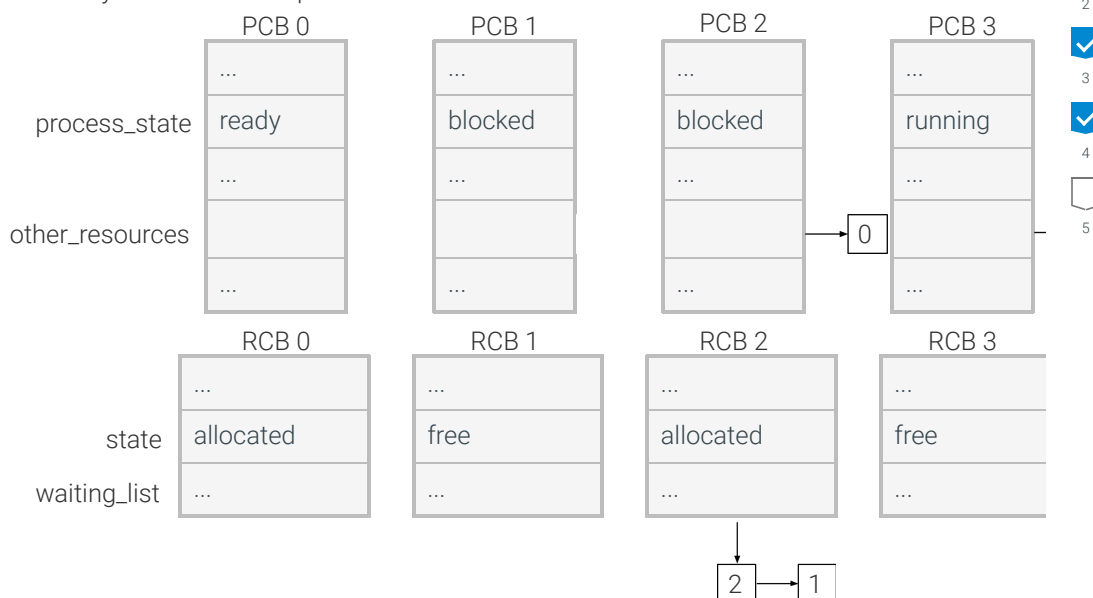 PCB 0 PCB 1 PCB 2 PCB 3
2
... ... ... ...
3
process_state ready blocked blocked running
4
... ... ... ...
other_resources 0
5
... ... ... ...
RCB 0 RCB 1 RCB 2 RCB 3
... ... ... ...
state allocated free allocated free
waiting_list ... ... ... ...
2 1